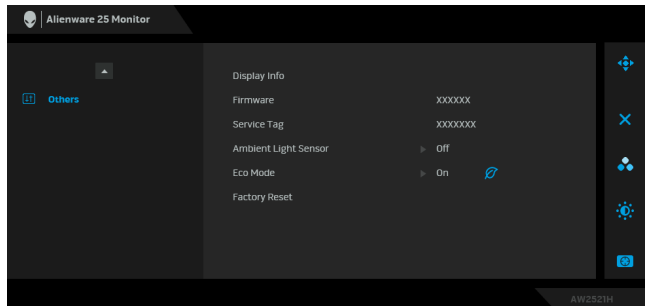 Alienware 25 Monitor
Others
Display Info
Firmware XXXXXX
Service Tag XXXXXXX
Ambient Light Sensor Off
Eco Mode On
Factory Reset
AW2521H